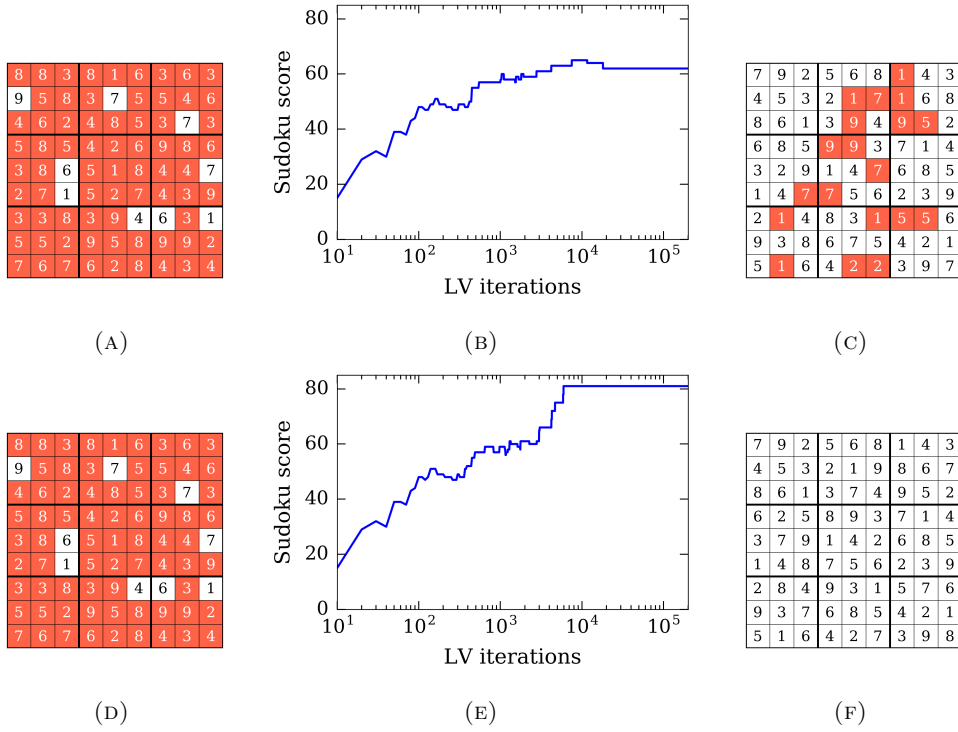 8 8 3 8 1 6 3 6 3
9 5 8 3 7 5 5 4 6
4 6 2 4 8 5 3 7 3
5 8 5 4 2 6 9 8 6
3 8 6 5 1 8 4 4 7
2 7 1 5 2 7 4 3 9
3 3 8 3 9 4 6 3 1
5 5 2 9 5 8 9 9 2
7 6 7 6 2 8 4 3 4
(A)
Sudoku score
80
60
40
20
0
10^1 10^2 10^3 10^4 10^5
LV iterations
(B)
7 9 2 5 6 8 1 4 3
4 5 3 2 1 7 1 6 8
8 6 1 3 9 4 9 5 2
6 8 5 9 9 3 7 1 4
3 2 9 1 4 7 6 8 5
1 4 7 7 5 6 2 3 9
2 1 4 8 3 1 5 5 6
9 3 8 6 7 5 4 2 1
5 1 6 4 2 2 3 9 7
(C)
8 8 3 8 1 6 3 6 3
9 5 8 3 7 5 5 4 6
4 6 2 4 8 5 3 7 3
5 8 5 4 2 6 9 8 6
3 8 6 5 1 8 4 4 7
2 7 1 5 2 7 4 3 9
3 3 8 3 9 4 6 3 1
5 5 2 9 5 8 9 9 2
7 6 7 6 2 8 4 3 4
(D)
Sudoku score
80
60
40
20
0
10^1 10^2 10^3 10^4 10^5
LV iterations
(E)
7 9 2 5 6 8 1 4 3
4 5 3 2 1 9 8 6 7
8 6 1 3 7 4 9 5 2
6 2 5 8 9 3 7 1 4
3 7 9 1 4 2 6 8 5
1 4 8 7 5 6 2 3 9
2 8 4 9 3 1 5 7 6
9 3 7 6 8 5 4 2 1
5 1 6 4 2 7 3 9 8
(F)